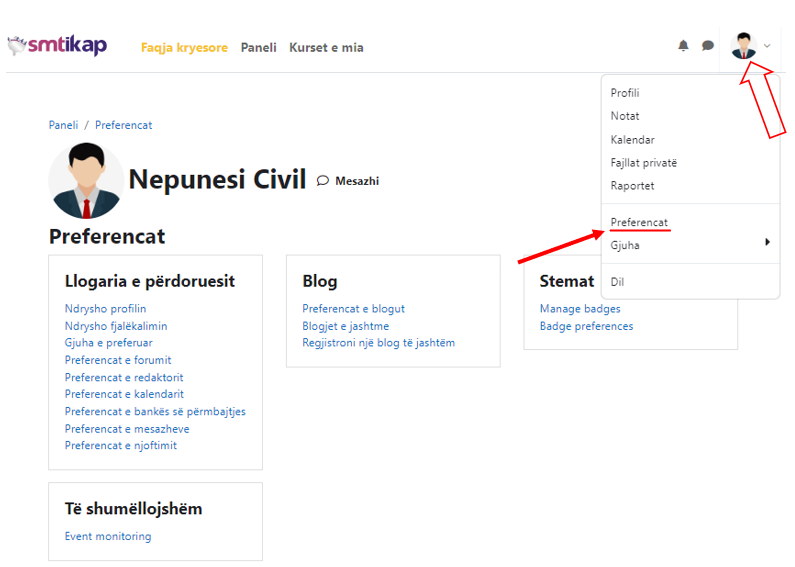 smtikap
Faqja kryesore Paneli Kurset e mia
Profili
Notat
Kalendar
Fajllat privatë
Raportet
Preferencat
Gjuha
Dil
Paneli / Preferencat
Nepunesi Civil Mesazhi
Preferencat
Llogaria e përdoruesit
Ndrysho profilin
Ndrysho fjalëkalimin
Gjuha e preferuar
Preferencat e forumit
Preferencat e redaktorit
Preferencat e kalendarit
Preferencat e bankës së përmbajtjes
Preferencat e mesazheve
Preferencat e njoftimit
Blog
Preferencat e blogut
Blogjet e jashtme
Regjistroni një blog të jashtëm
Stemat
Manage badges
Badge preferences
Të shumëllojshëm
Event monitoring